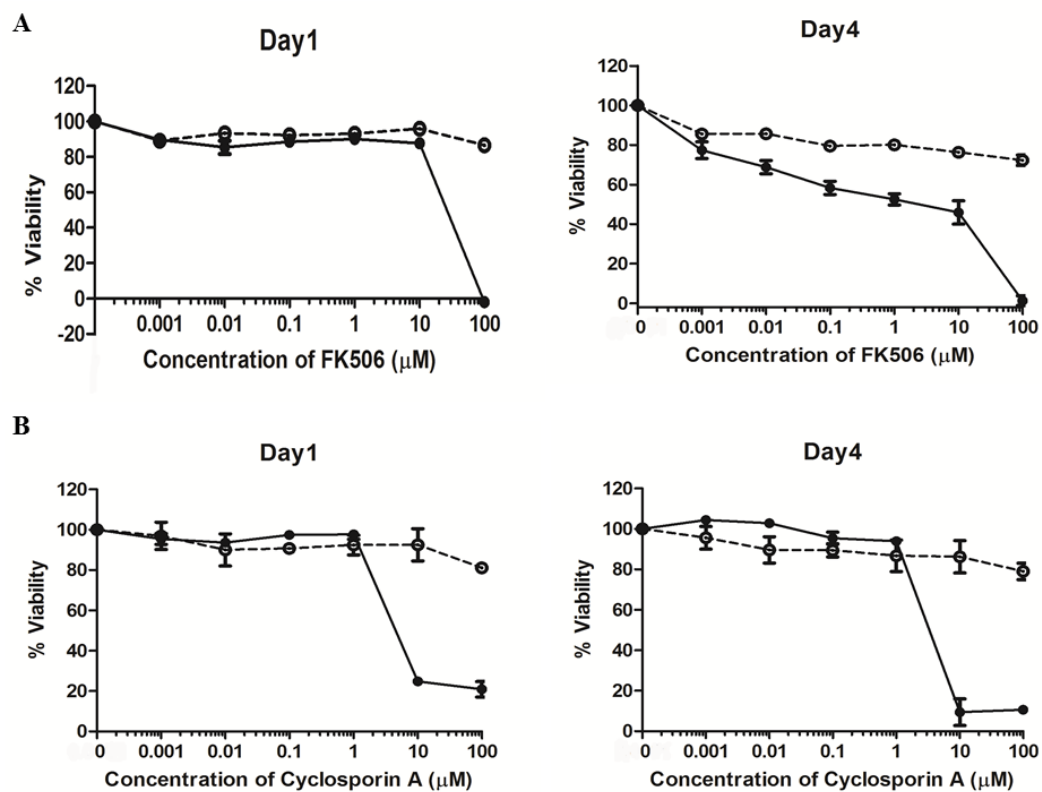 A
Day1
120
100
80
60
40
20
0
-20
% Viability
0.001 0.01 0.1 1 10 100
Concentration of FK506 (μM)
Day4
120
100
80
60
40
20
0
% Viability
0 0.001 0.01 0.1 1 10 100
Concentration of FK506 (μM)
B
Day1
120
100
80
60
40
20
0
% Viability
0 0.001 0.01 0.1 1 10 100
Concentration of Cyclosporin A (μM)
Day4
120
100
80
60
40
20
0
% Viability
0 0.001 0.01 0.1 1 10 100
Concentration of Cyclosporin A (μM)